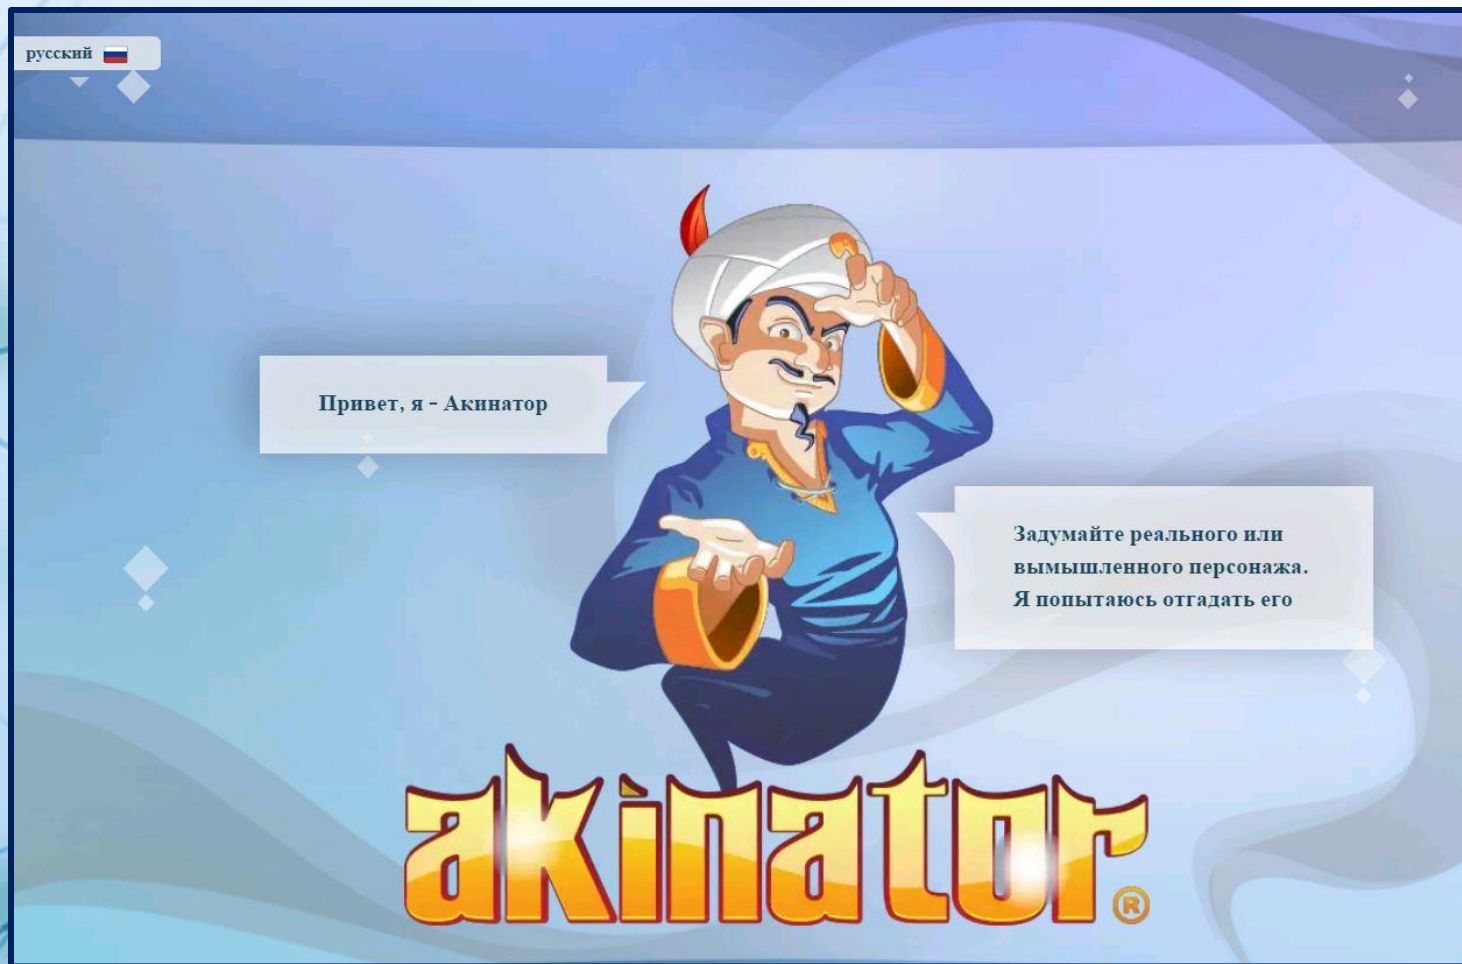 русский
Привет, я - Акинатор
Задумайте реального или
вымышленного персонажа.
Я попытаюсь отгадать его
akinator®